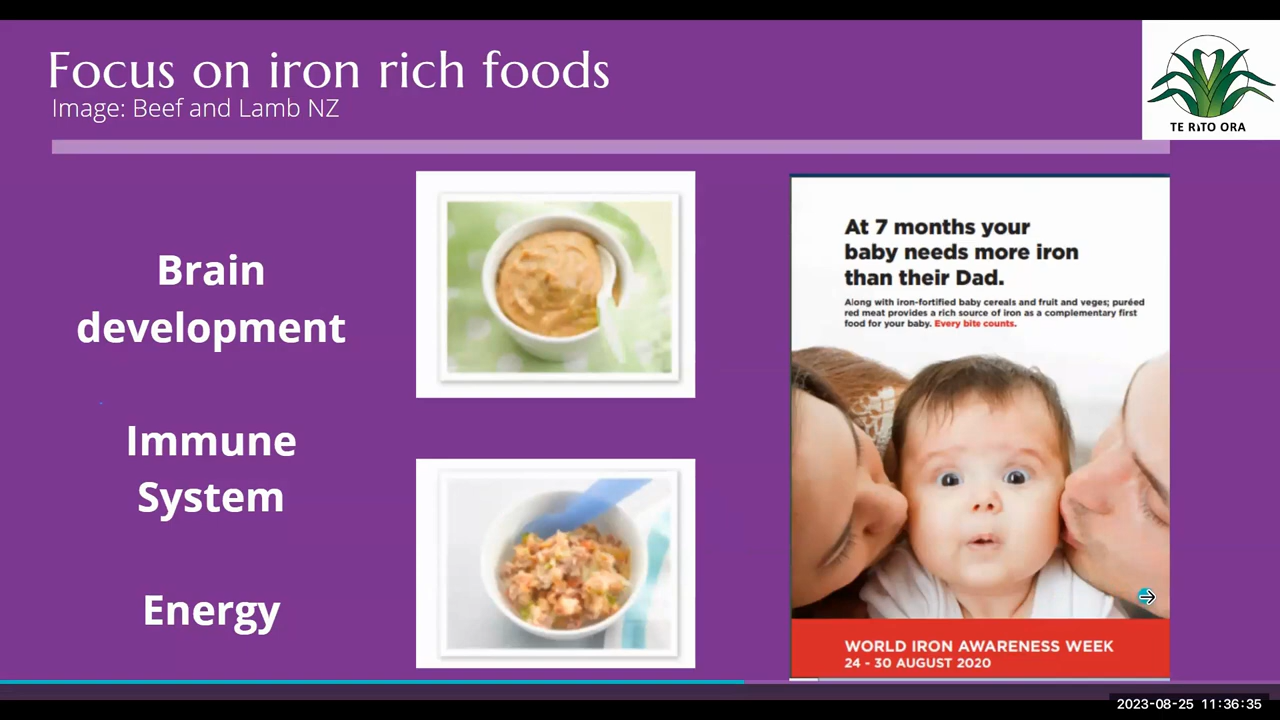 Focus on iron rich foods
Image: Beef and Lamb NZ
TE RITO ORA
Brain
development
Immune
System
Energy
At 7 months your
baby needs more iron
than their Dad.
Along with iron-fortified baby cereals and fruit and veges; puréed
red meat provides a rich source of iron as a complementary first
food for your baby. Every bite counts.
WORLD IRON AWARENESS WEEK
24 - 30 AUGUST 2020
2023-08-25 11:36:35